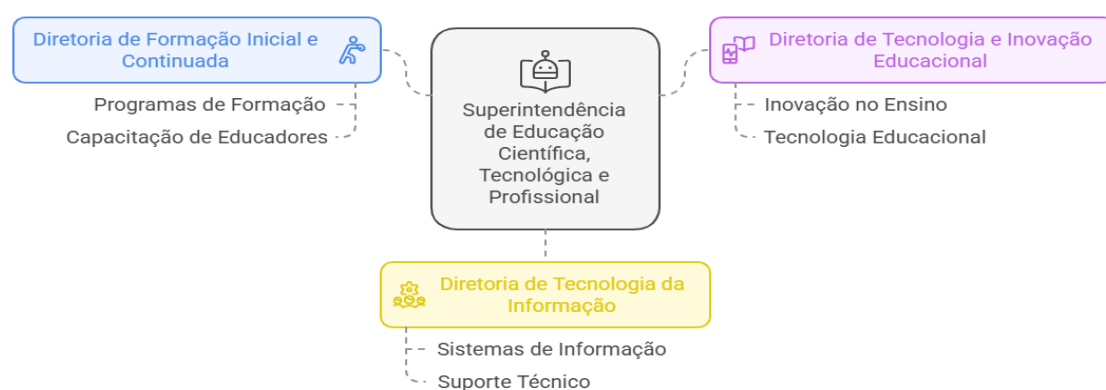 Diretoria de Formação Inicial e
Continuada
Programas de Formação
Capacitação de Educadores
Superintendência
de Educação
Científica,
Tecnológica e
Profissional
Diretoria de Tecnologia e Inovação
Educacional
Inovação no Ensino
Tecnologia Educacional
Diretoria de Tecnologia da
Informação
Sistemas de Informação
Suporte Técnico